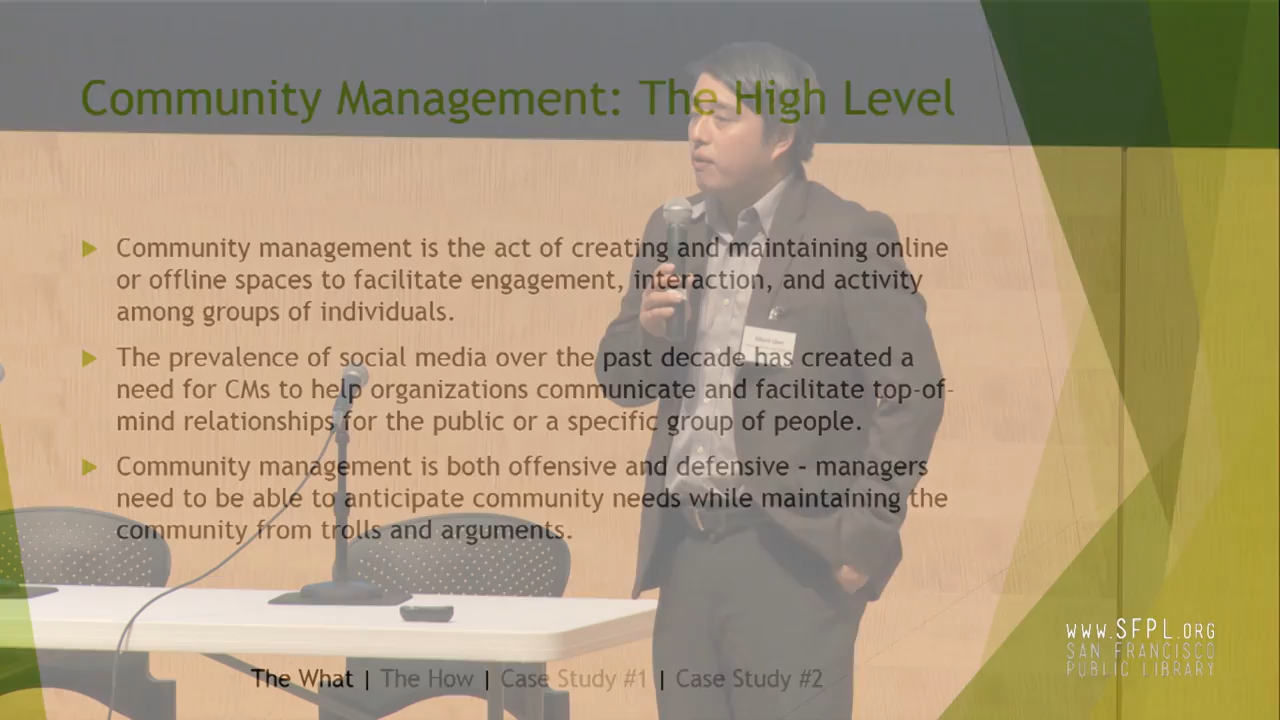 Community Management: The High Level
Community management is the act of creating and maintaining online
or offline spaces to facilitate engagement, interaction, and activity
among groups of individuals.
The prevalence of social media over the past decade has created a
need for CMs to help organizations communicate and facilitate top-of-
mind relationships for the public or a specific group of people.
Community management is both offensive and defensive – managers
need to be able to anticipate community needs while maintaining the
community from trolls and arguments.
The What | The How | Case Study #1 | Case Study #2
WWW.SFPL.ORG
SAN FRANCISCO
PUBLIC LIBRARY